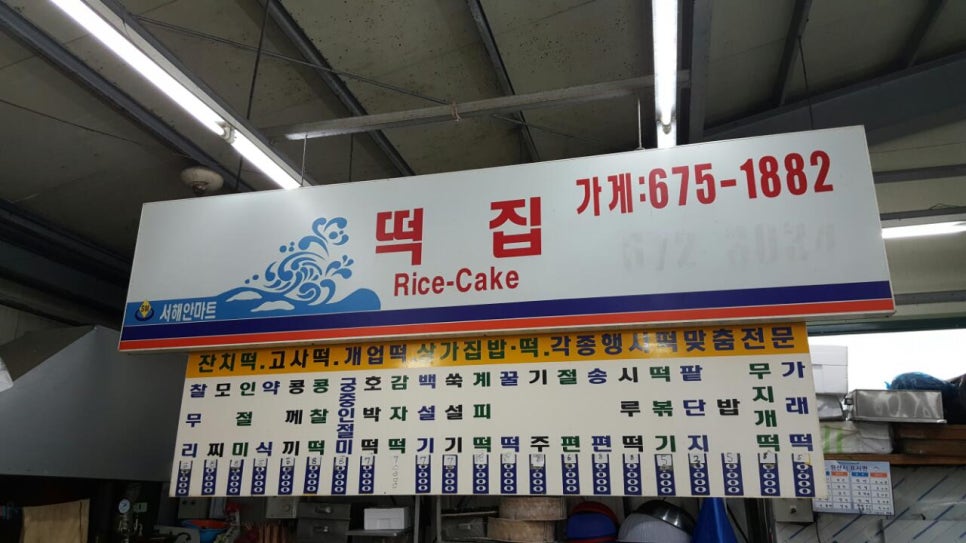 떡 집
Rice-Cake
가게:675-1882
서해안마트
잔치떡.고사떡.개업떡.상가집밥·떡.각종행사떡맞춤전문
찰무리
모찌
인절미
약식
콩께끼
콩찰떡
궁중인절미
호박떡
감자떡
백설기
쑥설기
계피떡
꿀떡
기주
절편
송편
시루떡
떡볶기
팥단지
밥
무지개떡
가래떡